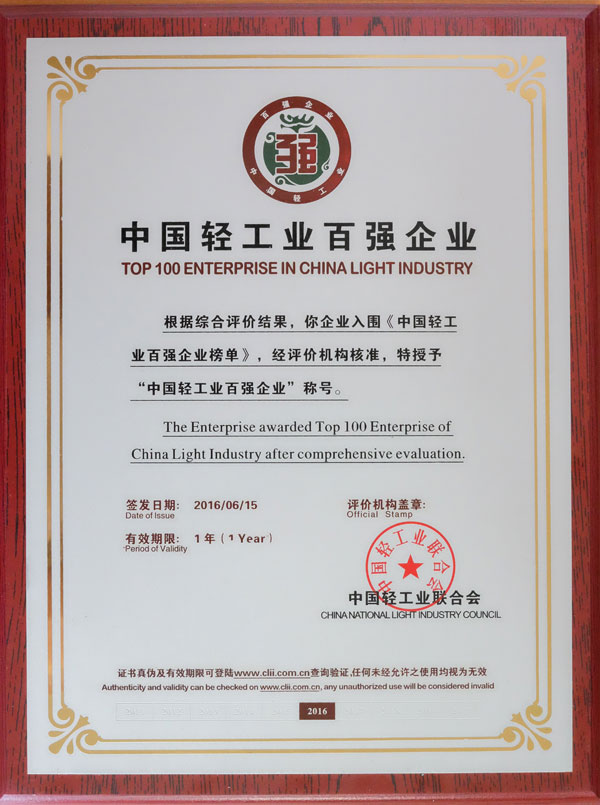 百强企业
强
中国轻工
中国轻工业百强企业
TOP 100 ENTERPRISE IN CHINA LIGHT INDUSTRY
根据综合评价结果，你企业入围《中国轻工
业百强企业榜单》，经评价机构核准，特授予
“中国轻工业百强企业”称号。
The Enterprise awarded Top 100 Enterprise of
China Light Industry after comprehensive evaluation.
签发日期： 2016/06/15
Date of Issue
有效期限： 1 年（1 Year）
Period of Validity
评价机构盖章：
Official Stamp
中国轻工业联合会
中国轻工业联合会
CHINA NATIONAL LIGHT INDUSTRY COUNCIL
证书真伪及有效期限可登陆www.clii.com.cn查询验证,任何未经允许之使用均视为无效
Authenticity and validity can be checked on www.clii.com.cn, any unauthorized use will be considered invalid
2016